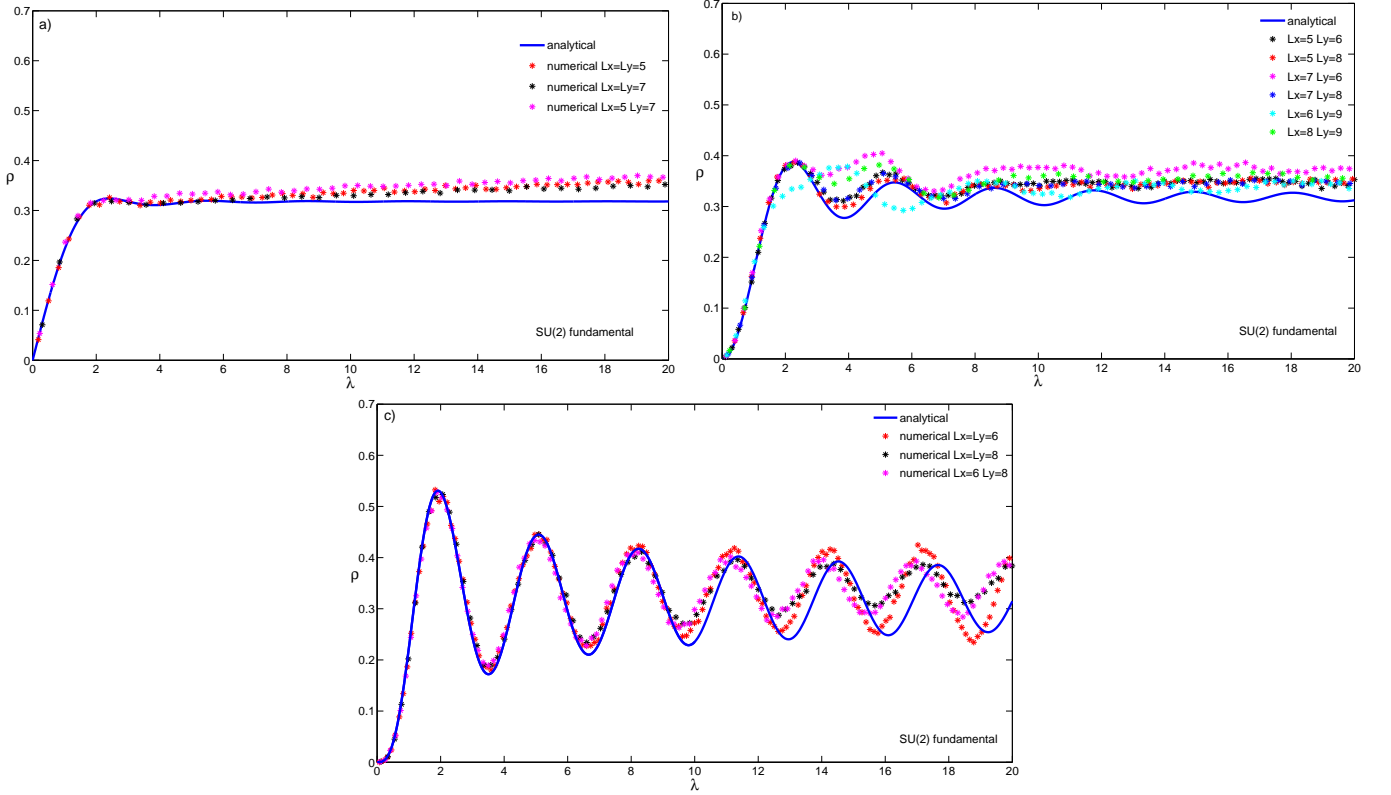 a)
0.7
0.6
0.5
0.4
0.3
0.2
0.1
0
ρ
analytical
numerical Lx=Ly=5
numerical Lx=Ly=7
numerical Lx=5 Ly=7
SU(2) fundamental
0 2 4 6 8 10 12 14 16 18 20
λ
b)
0.7
0.6
0.5
0.4
0.3
0.2
0.1
0
ρ
analytical
Lx=5 Ly=6
Lx=5 Ly=8
Lx=7 Ly=6
Lx=7 Ly=8
Lx=6 Ly=9
Lx=8 Ly=9
SU(2) fundamental
0 2 4 6 8 10 12 14 16 18 20
λ
c)
0.7
0.6
0.5
0.4
0.3
0.2
0.1
0
ρ
analytical
numerical Lx=Ly=6
numerical Lx=Ly=8
numerical Lx=6 Ly=8
SU(2) fundamental
0 2 4 6 8 10 12 14 16 18 20
λ